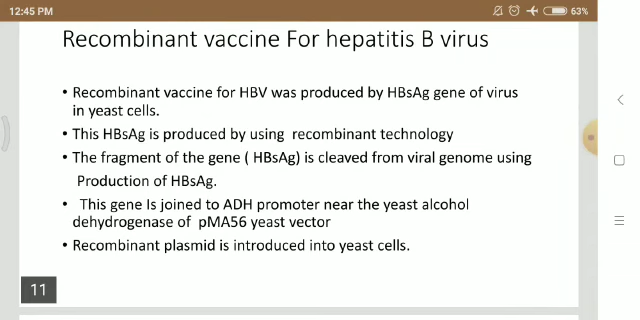 12:45 PM
63%
Recombinant vaccine For hepatitis B virus
• Recombinant vaccine for HBV was produced by HBsAg gene of virus
in yeast cells.
• This HBsAg is produced by using recombinant technology
• The fragment of the gene ( HBsAg) is cleaved from viral genome using
Production of HBsAg.
• This gene Is joined to ADH promoter near the yeast alcohol
dehydrogenase of pMA56 yeast vector
• Recombinant plasmid is introduced into yeast cells.
11